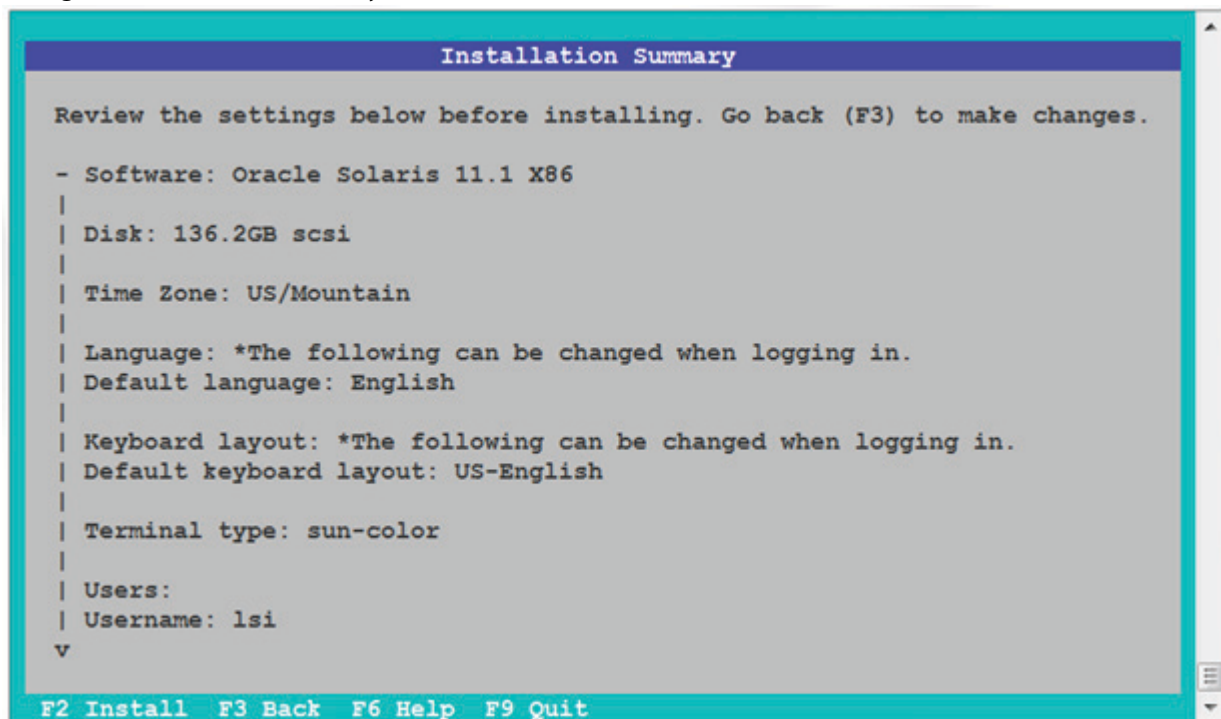 Installation Summary
Review the settings below before installing. Go back (F3) to make changes.
- Software: Oracle Solaris 11.1 X86
|
| Disk: 136.2GB scsi
|
| Time Zone: US/Mountain
|
| Language: *The following can be changed when logging in.
| Default language: English
|
| Keyboard layout: *The following can be changed when logging in.
| Default keyboard layout: US-English
|
| Terminal type: sun-color
|
| Users:
| Username: lsi
v
F2 Install F3 Back F6 Help F9 Quit